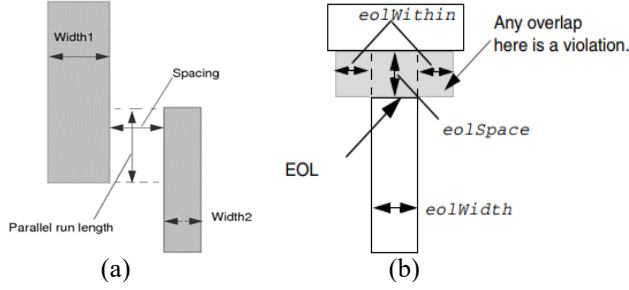 Width1
Spacing
Parallel run length
Width2
(a)
eolWithin
Any overlap
here is a violation.
eolSpace
EOL
eolWidth
(b)